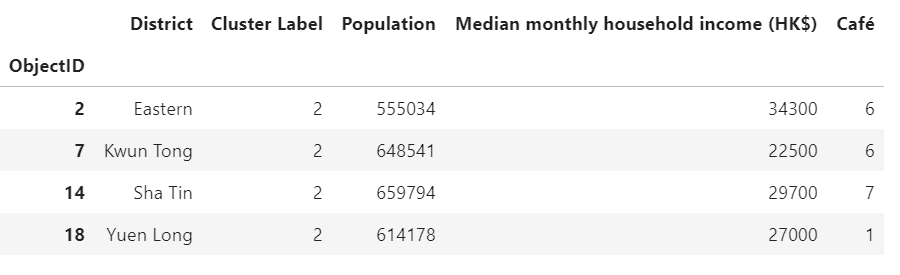 District Cluster Label Population Median monthly household income (HK$) Café
ObjectID
2 Eastern 2 555034 34300 6
7 Kwun Tong 2 648541 22500 6
14 Sha Tin 2 659794 29700 7
18 Yuen Long 2 614178 27000 1